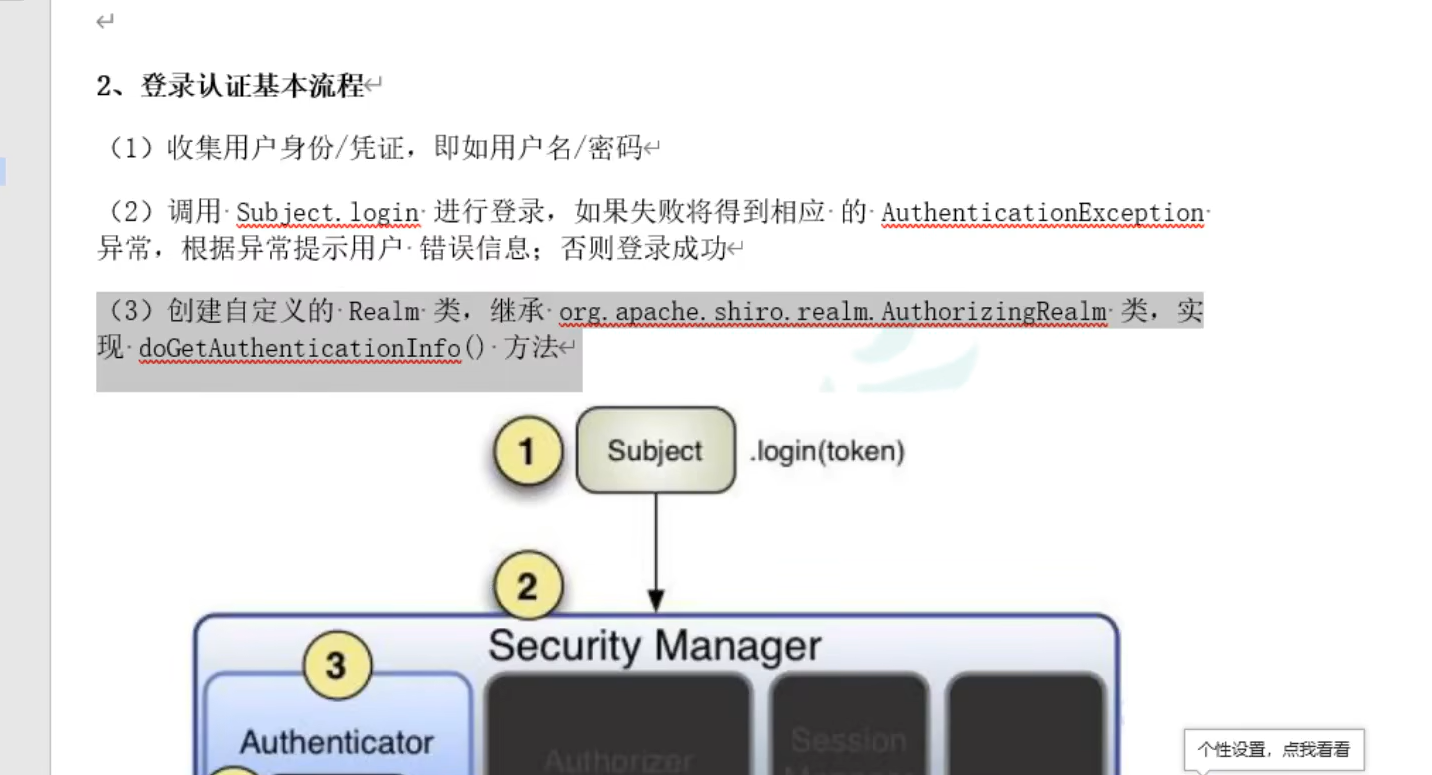 2、登录认证基本流程
（1）收集用户身份/凭证，即如用户名/密码
（2）调用 Subject.login 进行登录，如果失败将得到相应 的 AuthenticationException
异常，根据异常提示用户 错误信息；否则登录成功
（3）创建自定义的 Realm 类，继承 org.apache.shiro.realm.AuthorizingRealm 类，实
现 doGetAuthenticationInfo() 方法
1
Subject
.login(token)
2
Security Manager
3
Authenticator
Authorizer
Session
个性设置，点我看看